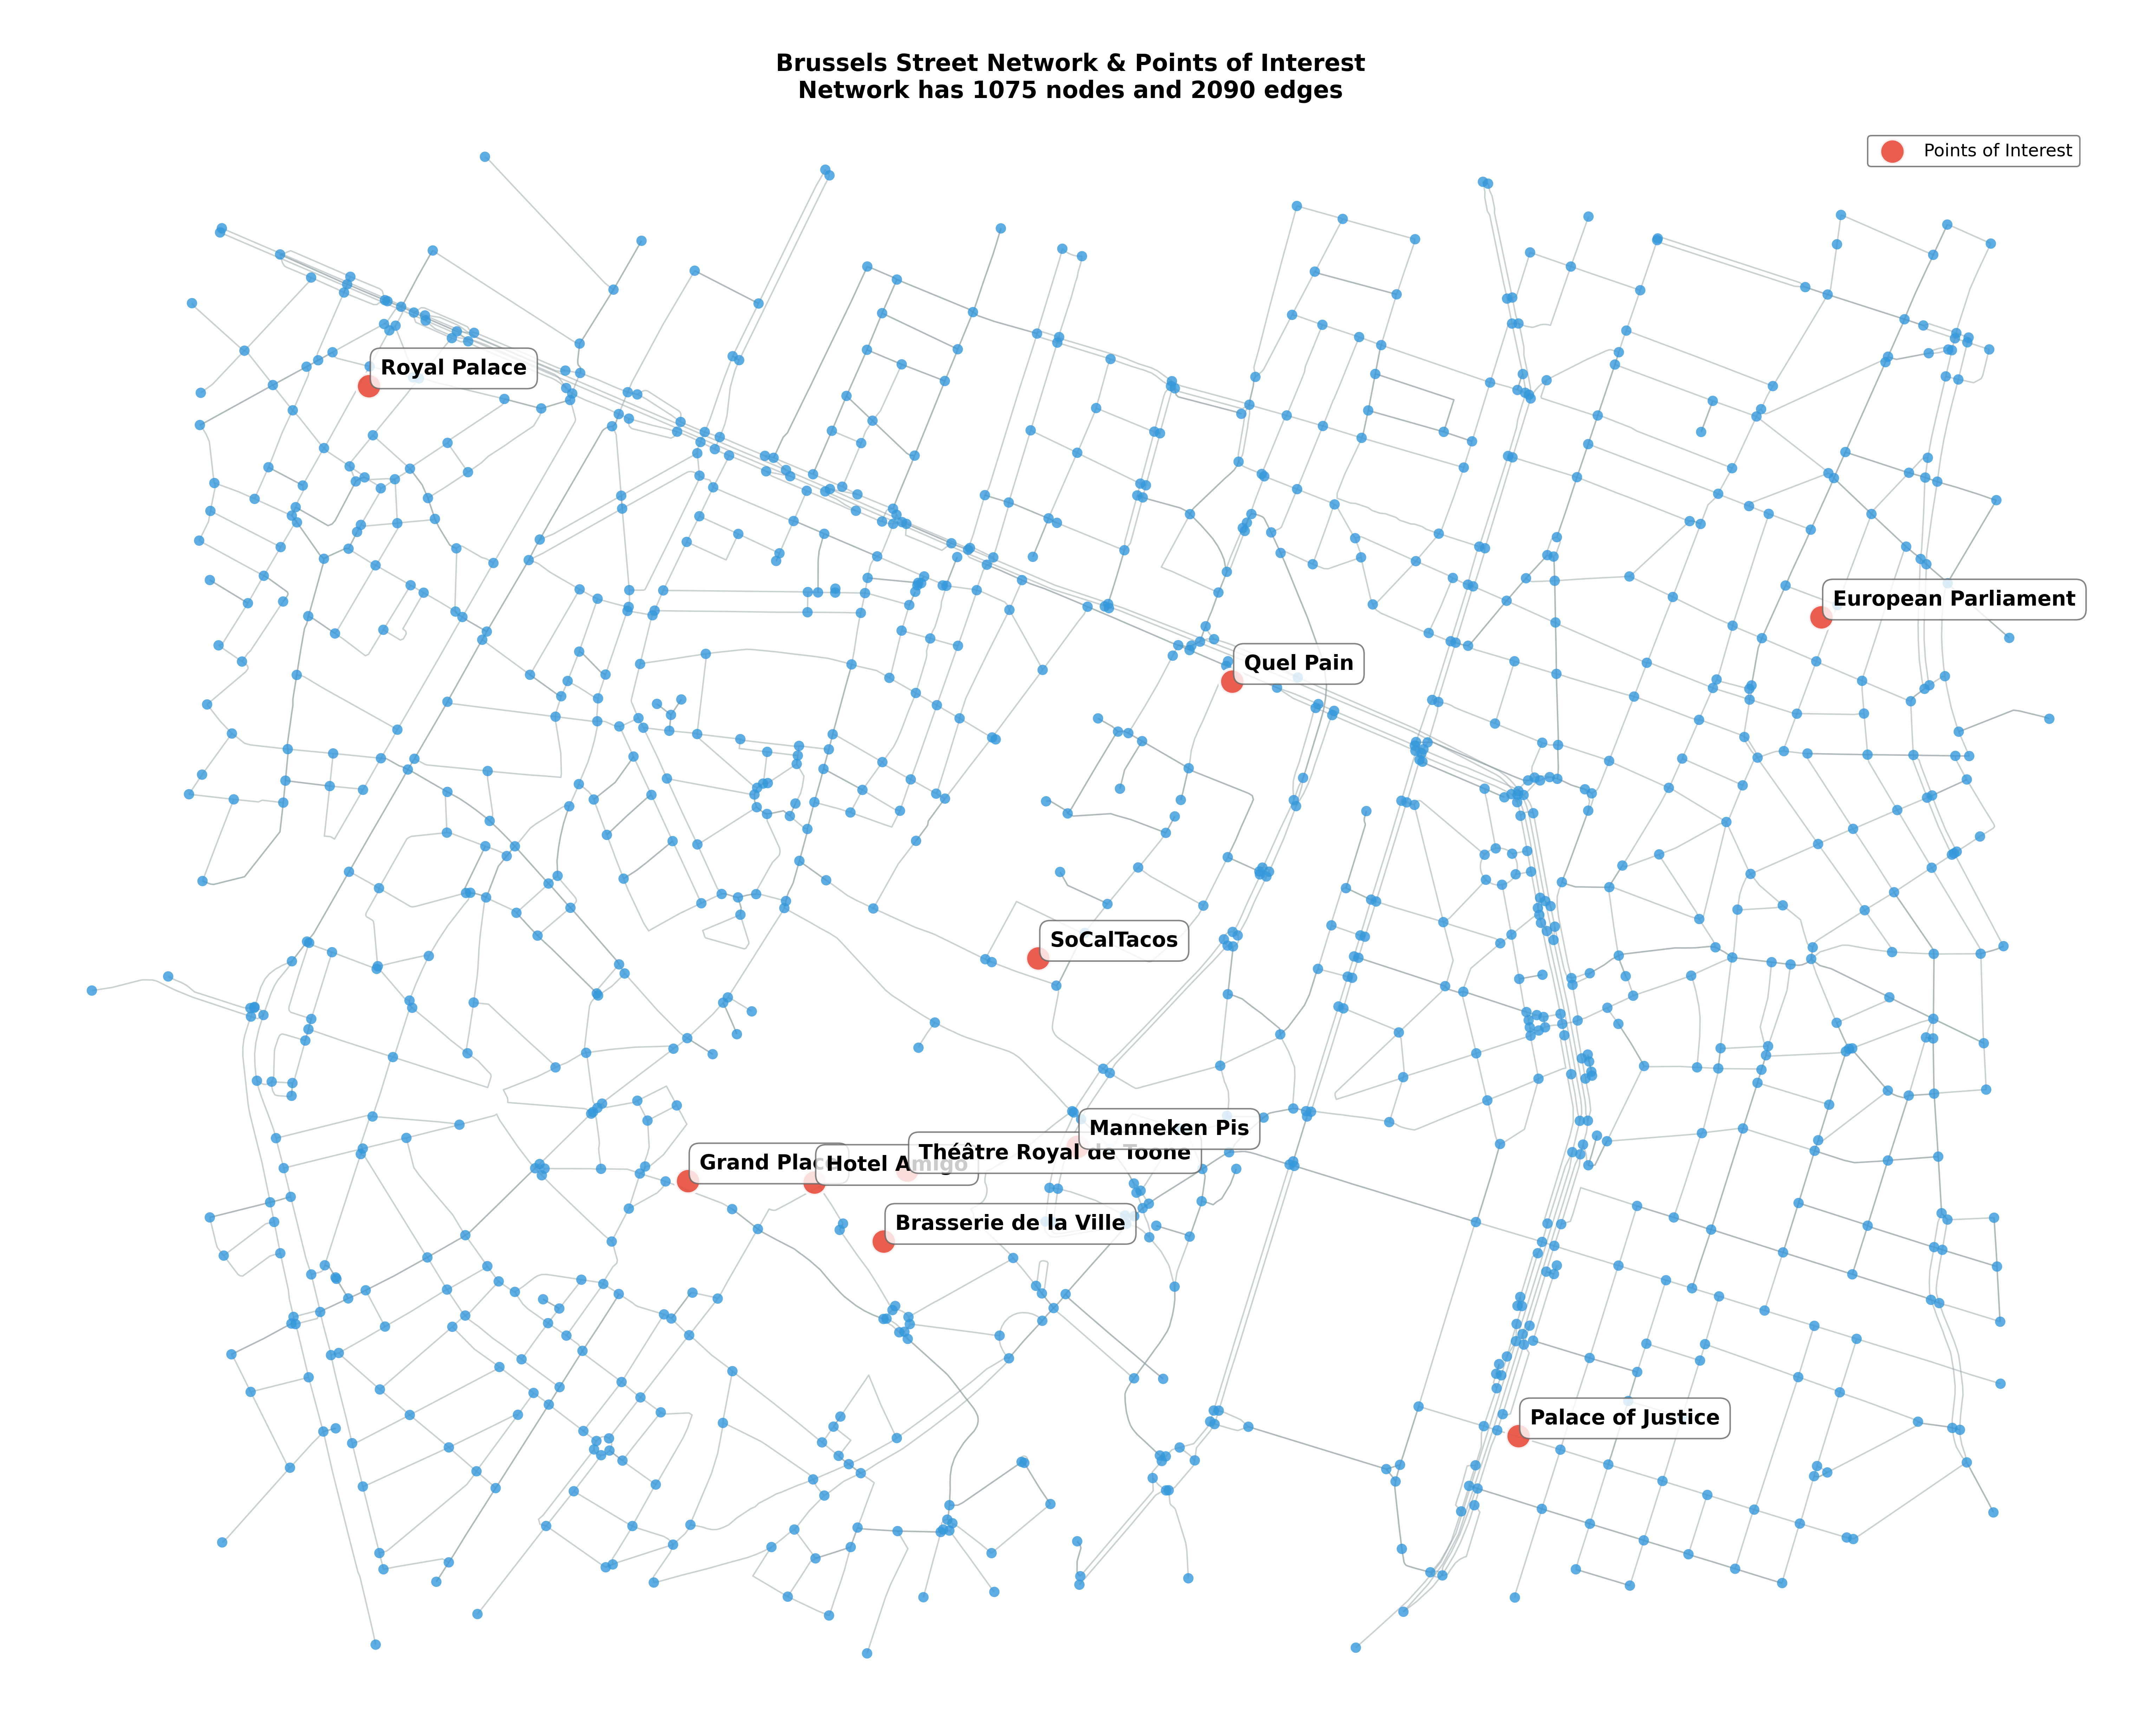 Brussels Street Network & Points of Interest
Network has 1075 nodes and 2090 edges
Points of Interest
Royal Palace
European Parliament
Quel Pain
SoCalTacos
Manneken Pis
Théâtre Royal de Toone
Grand Place
Hotel Amigo
Brasserie de la Ville
Palace of Justice